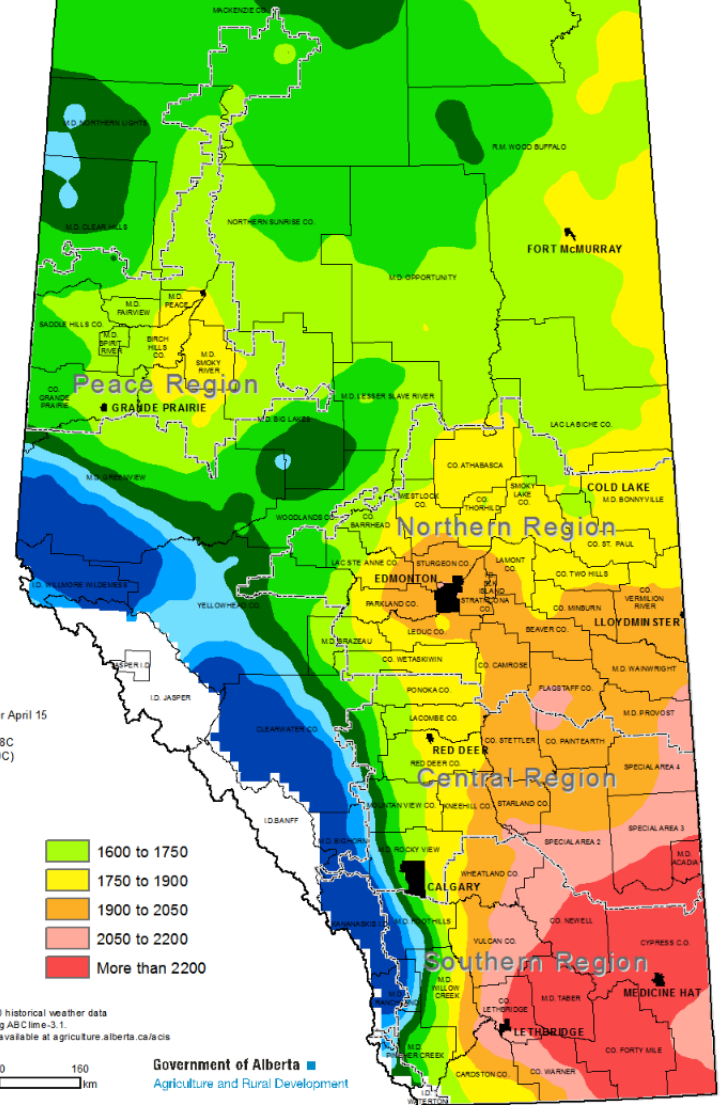 MACKENZIE CO.
M.D. NORTHERN LIGHTS
R.M. WOOD BUFFALO
M.D. CLEAR HILLS
NORTHERN SUNRISE CO.
FORT McMURRAY
M.D. OPPORTUNITY
M.D.
PEACE
M.D.
FAIRVIEW
SADDLE HILLS CO.
M.D.
SPIRIT
RIVER
BIRCH
HILLS
CO.
M.D.
SMOKY
RIVER
Peace Region
CO.
GRANDE
PRAIRIE
GRANDE PRAIRIE
M.D. LESSER SLAVE RIVER
M.D. BIG LAKES
LAC LA BICHE CO.
M.D. GREENVIEW
CO. ATHABASCA
COLD LAKE
M.D. BONNYVILLE
SMOKY
LAKE
CO.
WESTLOCK
CO.
CO.
THORHILD
WOODLANDS CO.
CO.
BARRHEAD
Northern Region
CO. ST. PAUL
LAC STE ANNE CO.
STURGEON CO.
LAMONT
CO.
CO. TWO HILLS
EDMONTON
ISLAND
STRATHCONA
CO.
I.D. WILLMORE WILDERNESS
YELLOWHEAD CO.
PARKLAND CO.
CO. MINBURN
CO.
VERMILION
RIVER
LLOYDMINSTER
LEDUC CO.
BEAVER CO.
M.D. BRAZEAU
CO. WETASKIWIN
CO. CAMROSE
M.D. WAINWRIGHT
JASPER I.D
I.D. JASPER
PONOKA CO.
FLAGSTAFF CO.
r April 15
LACOMBE CO.
M.D. PROVOST
CLEARWATER CO.
8C
C)
RED DEER
CO. STETTLER
CO. PAINTEARTH
RED DEER CO.
SPECIAL AREA 4
Central Region
MOUNTAIN VIEW CO.
KNEEHILL CO.
STARLAND CO.
I.D.BANFF
SPECIAL AREA 3
M.D. BIGHORN
SPECIAL AREA 2
M.D. ROCKY VIEW
M.D.
ACADIA
1600 to 1750
1750 to 1900
WHEATLAND CO.
CALGARY
1900 to 2050
KANANASKIS
M.D. FOOTHILLS
CO. NEWELL
2050 to 2200
VULCAN CO.
CYPRESS C.O.
Southern Region
More than 2200
M.D.
WILLOW
CREEK
MEDICINE HAT
M.D.
RANCHLAND
CO.
LETHBRIDGE
M.D. TABER
LETHBRIDGE
) historical weather data
g ABClime-3.1.
available at agriculture.alberta.ca/acis
M.D.
PINCHER CREEK
CO. FORTY MILE
0 160
km
Government of Alberta
Agriculture and Rural Development
CARDSTON CO.
CO. WARNER
I.D.
WATERTON